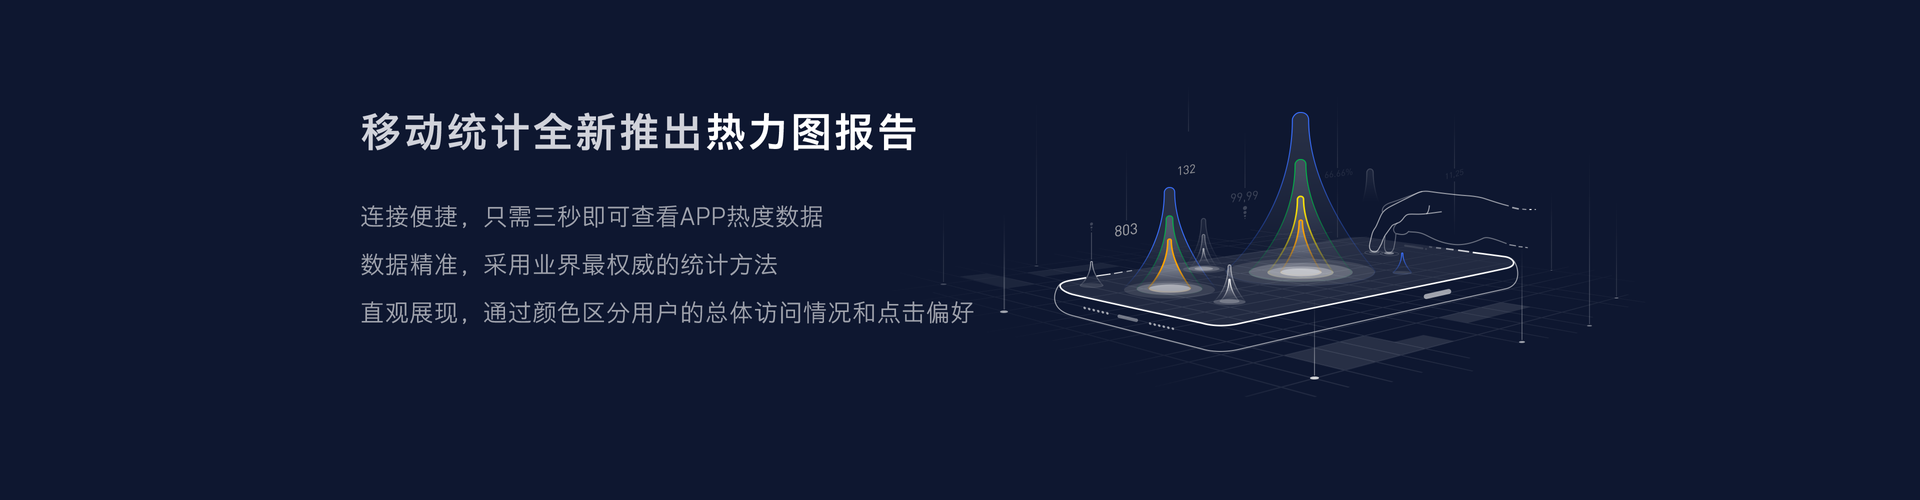 移动统计全新推出热力图报告
连接便捷，只需三秒即可查看APP热度数据
数据精准，采用业界最权威的统计方法
直观展现，通过颜色区分用户的总体访问情况和点击偏好
132
99,99
803